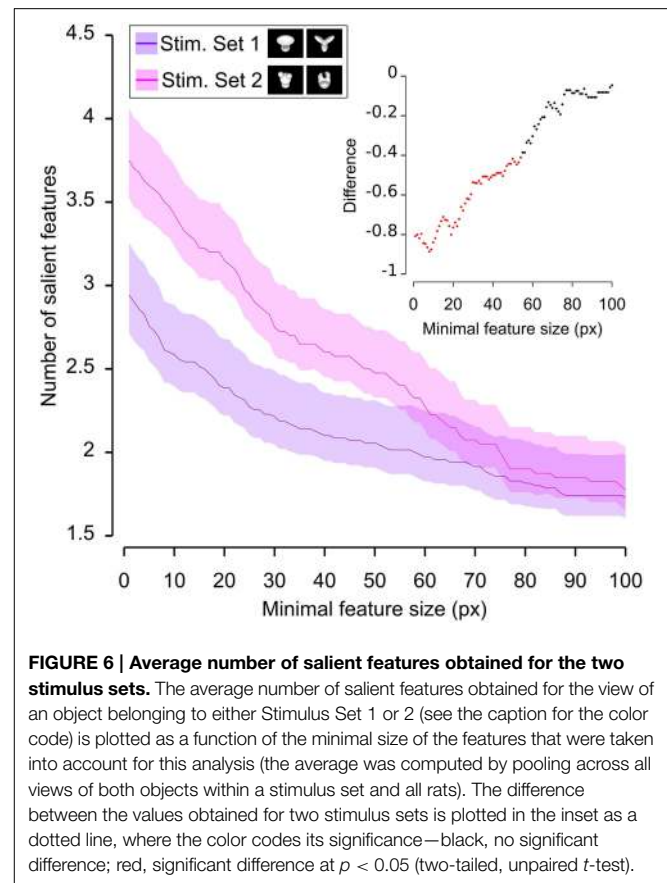 4.5
4
3.5
3
2.5
2
1.5
Number of salient features
Stim. Set 1
Stim. Set 2
0
-0.2
-0.4
-0.6
-0.8
-1
Difference
0 20 40 60 80 100
Minimal feature size (px)
0 10 20 30 40 50 60 70 80 90 100
Minimal feature size (px)
FIGURE 6 | Average number of salient features obtained for the two
stimulus sets. The average number of salient features obtained for the view of
an object belonging to either Stimulus Set 1 or 2 (see the caption for the color
code) is plotted as a function of the minimal size of the features that were taken
into account for this analysis (the average was computed by pooling across all
views of both objects within a stimulus set and all rats). The difference
between the values obtained for two stimulus sets is plotted in the inset as a
dotted line, where the color codes its significance—black, no significant
difference; red, significant difference at p < 0.05 (two-tailed, unpaired t-test).